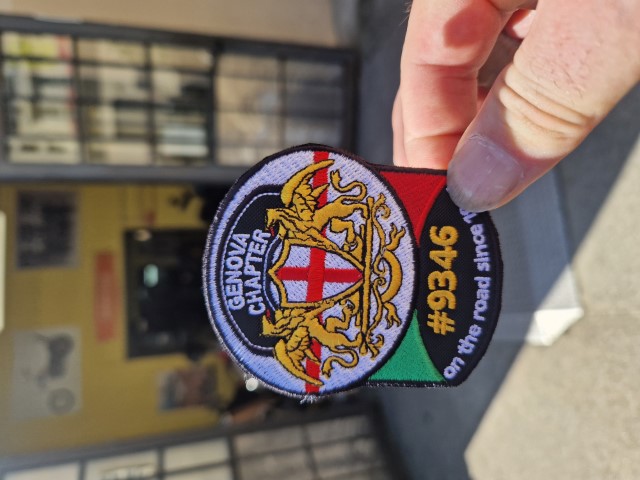 GENOVA
CHAPTER
#9346
on the road since